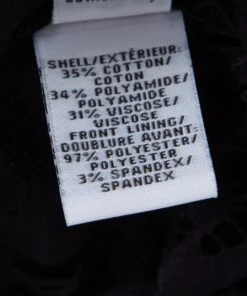 SHELL/EXTÉRIEUR:
35% COTTON/
COTON
34% POLYAMIDE/
POLYAMIDE
31% VISCOSE/
VISCOSE
FRONT LINING/
DOUBLURE AVANT:
97% POLYESTER/
POLYESTER
3% SPANDEX/
SPANDEX